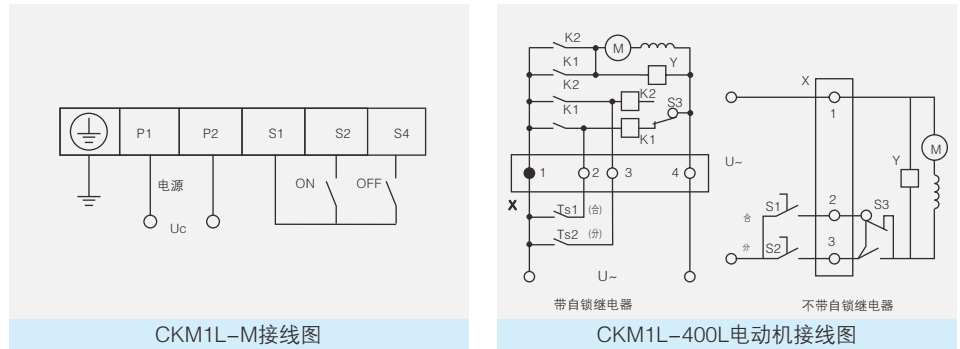 P1
P2
S1
S2
S4
电源
ON
OFF
Uc
CKM1L-M接线图
K2
M
K1
Y
K2
K2
K1
S3
K1
1
2
3
4
X
Ts1 (合)
Ts2 (分)
U~
带自锁继电器
X
1
U~
M
Y
合
S1
2
S3
分
S2
3
不带自锁继电器
CKM1L-400L电动机接线图